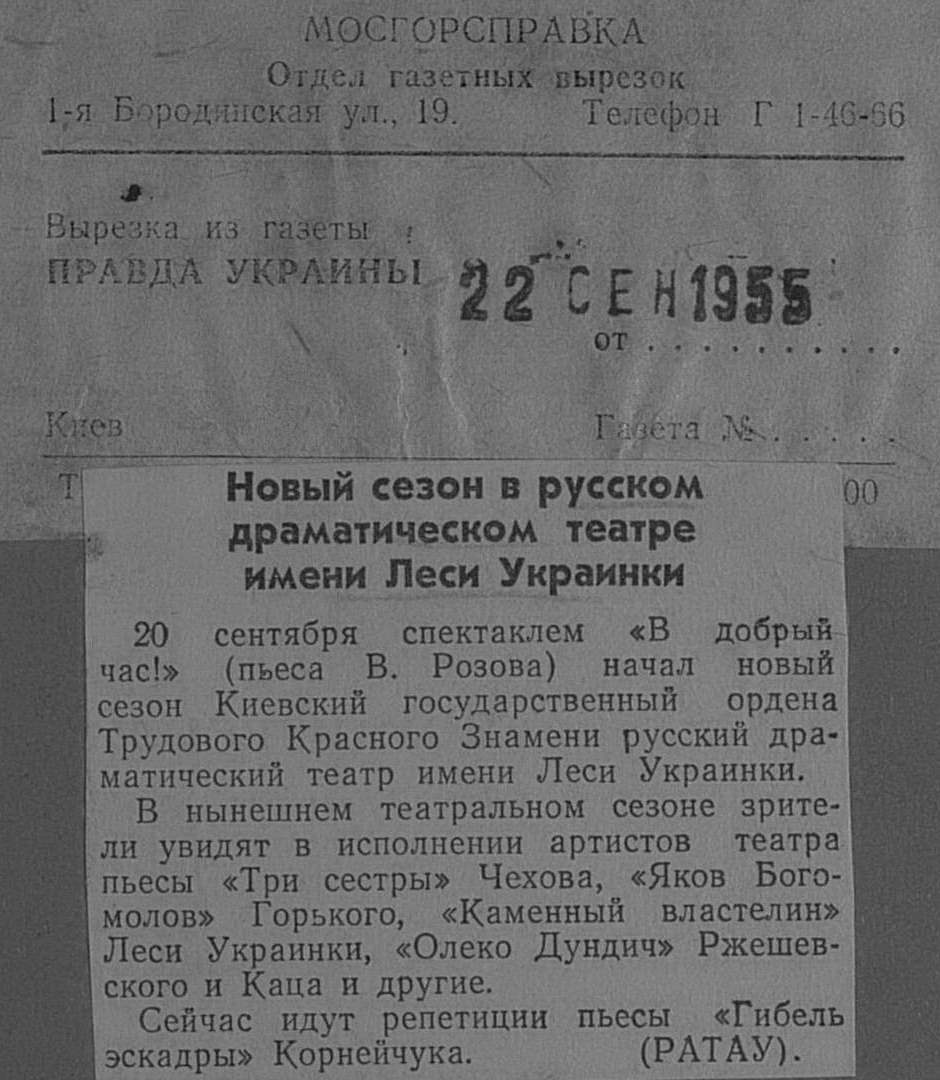 МОСГОРСПРАВКА
Отдел газетных вырезок
1-я Бородинская ул., 19. Телефон Г 1-46-66
Вырезка из газеты
ПРАВДА УКРАИНЫ 22 СЕН 1955
от . . . . . . . . . .
Киев Газета № . . . . .
Т 00
Новый сезон в русском
драматическом театре
имени Леси Украинки
20 сентября спектаклем «В добрый
час!» (пьеса В. Розова) начал новый
сезон Киевский государственный ордена
Трудового Красного Знамени русский дра-
матический театр имени Леси Украинки.
В нынешнем театральном сезоне зрите-
ли увидят в исполнении артистов театра
пьесы «Три сестры» Чехова, «Яков Бого-
молов» Горького, «Каменный властелин»
Леси Украинки, «Олеко Дундич» Ржешев-
ского и Каца и другие.
Сейчас идут репетиции пьесы «Гибель
эскадры» Корнейчука. (РАТАУ).